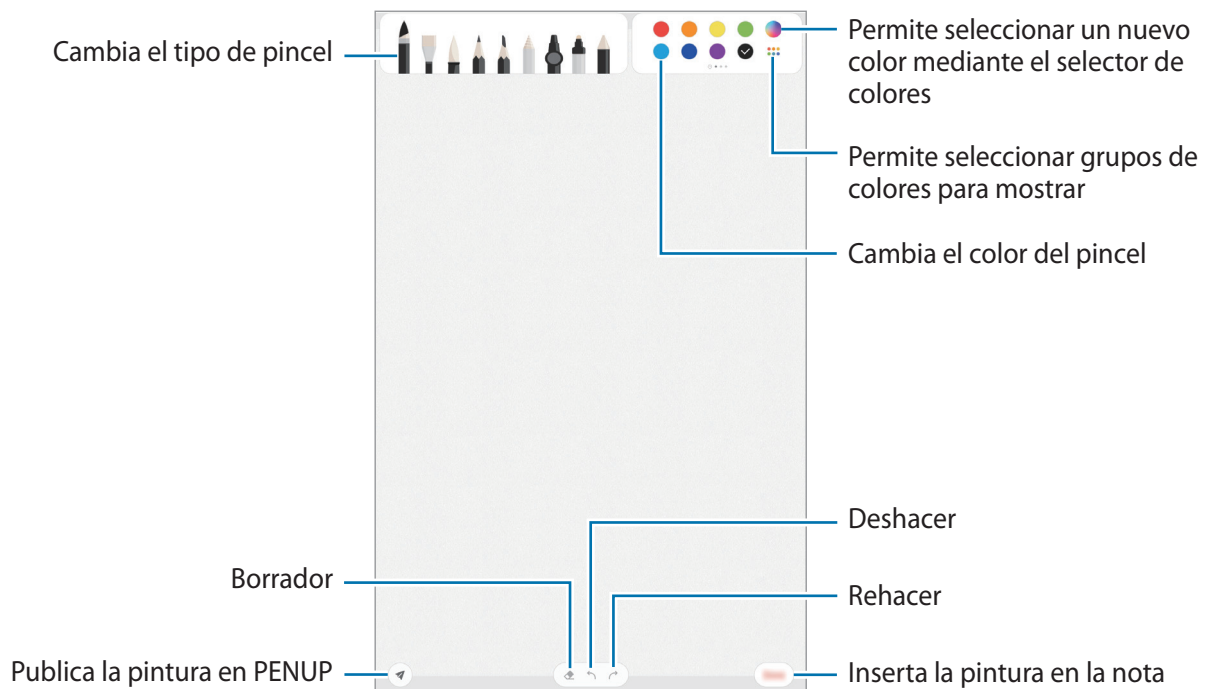 Cambia el tipo de pincel
Permite seleccionar un nuevo
color mediante el selector de
colores
Permite seleccionar grupos de
colores para mostrar
Cambia el color del pincel
Deshacer
Borrador
Rehacer
Publica la pintura en PENUP
Inserta la pintura en la nota